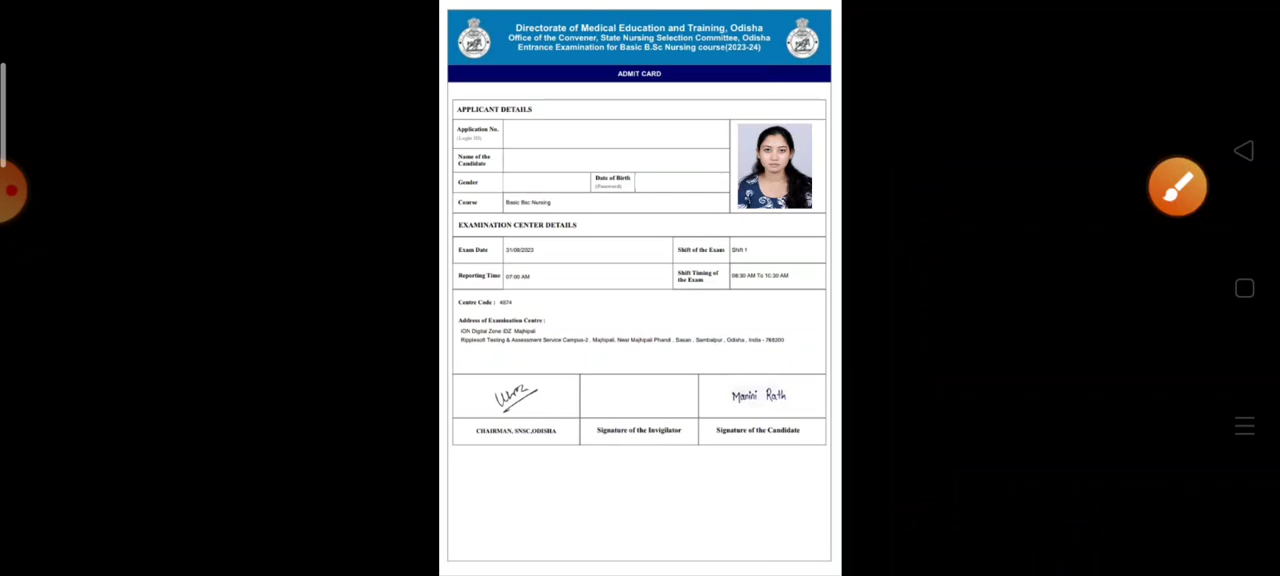 Directorate of Medical Education and Training, Odisha
Office of the Convener, State Nursing Selection Committee, Odisha
Entrance Examination for Basic B.Sc Nursing course(2023-24)
ADMIT CARD
APPLICANT DETAILS
Application No.
(Login ID)
Name of the
Candidate
Gender
Date of Birth
(Password)
Course
Basic Bsc Nursing
EXAMINATION CENTER DETAILS
Exam Date
31/08/2023
Shift of the Exam
Shift 1
Reporting Time
07:00 AM
Shift Timing of
the Exam
08:30 AM To 10:30 AM
Centre Code : 4874
Address of Examination Centre :
iON Digital Zone iDZ Majhipali
Ripplesoft Testing & Assessment Service Campus-2 , Majhipali, Near Majhipali Phandi , Sasan , Sambalpur , Odisha , India - 768200
Manini Rath
CHAIRMAN, SNSC,ODISHA
Signature of the Invigilator
Signature of the Candidate